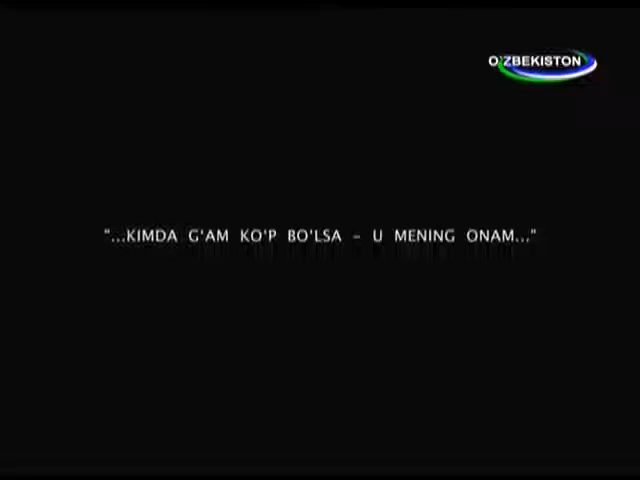 O'ZBEKISTON
"...KIMDA G'AM KO'P BO'LSA – U MENING ONAM..."